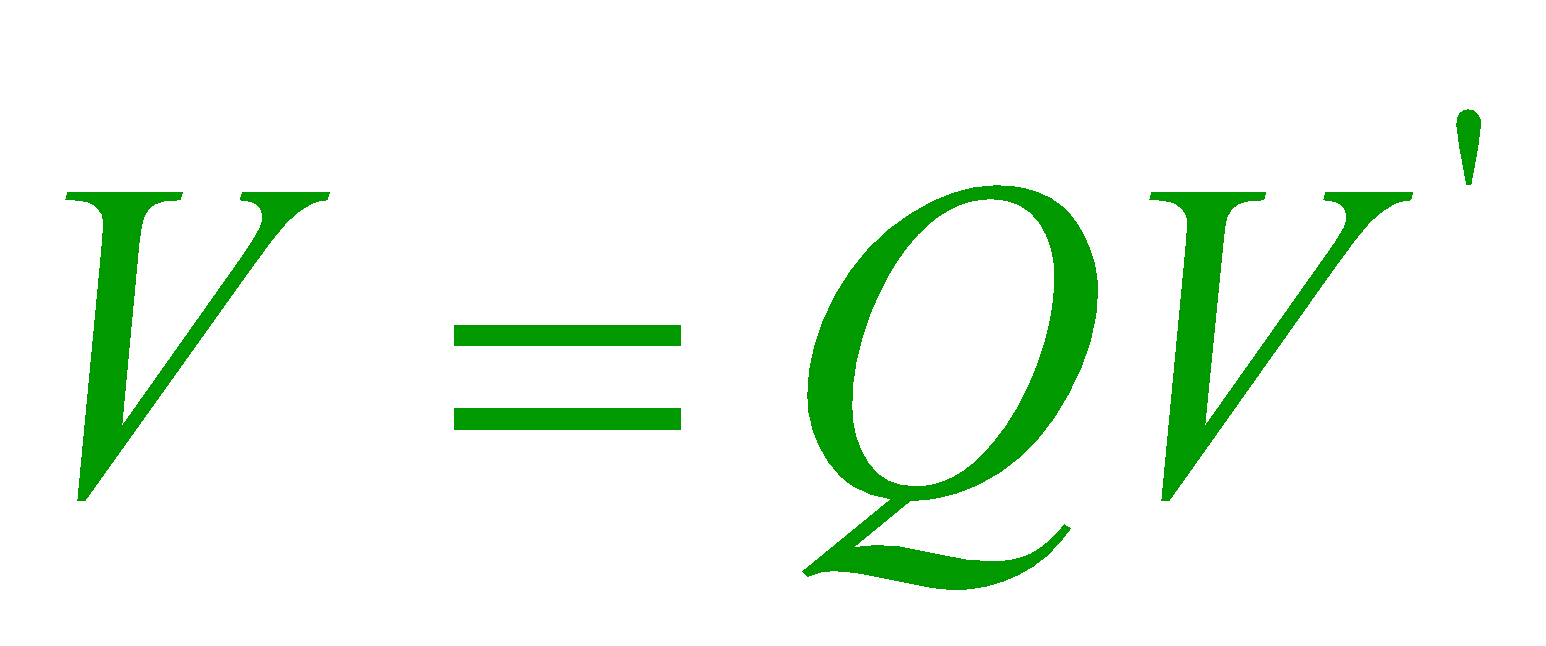 V = QV'